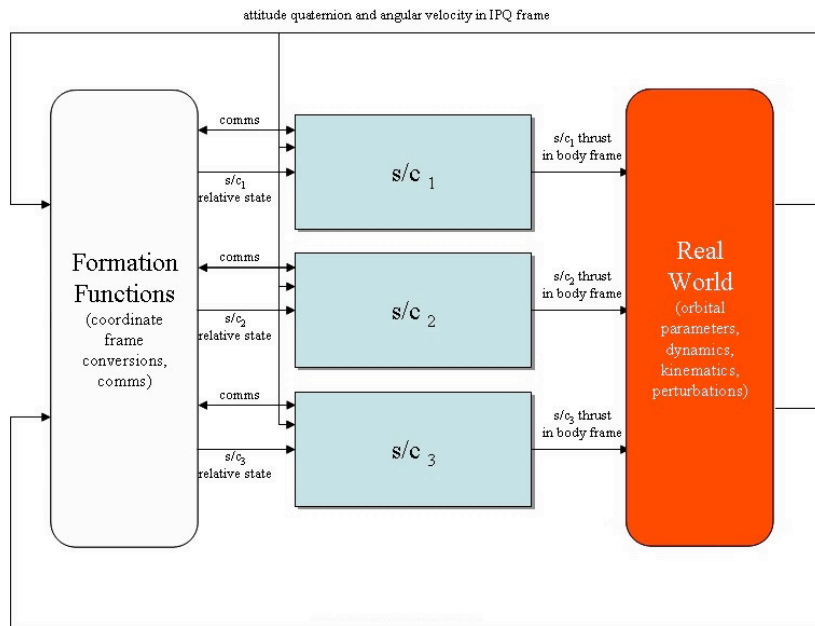 attitude quaternion and angular velocity in IPQ frame
comms
s/c1
relative state
s/c 1
s/c1 thrust
in body frame
Formation
Functions
(coordinate
frame
conversions,
comms)
comms
s/c2
relative state
s/c 2
s/c2 thrust
in body frame
Real
World
(orbital
parameters,
dynamics,
kinematics,
perturbations)
comms
s/c3
relative state
s/c 3
s/c3 thrust
in body frame